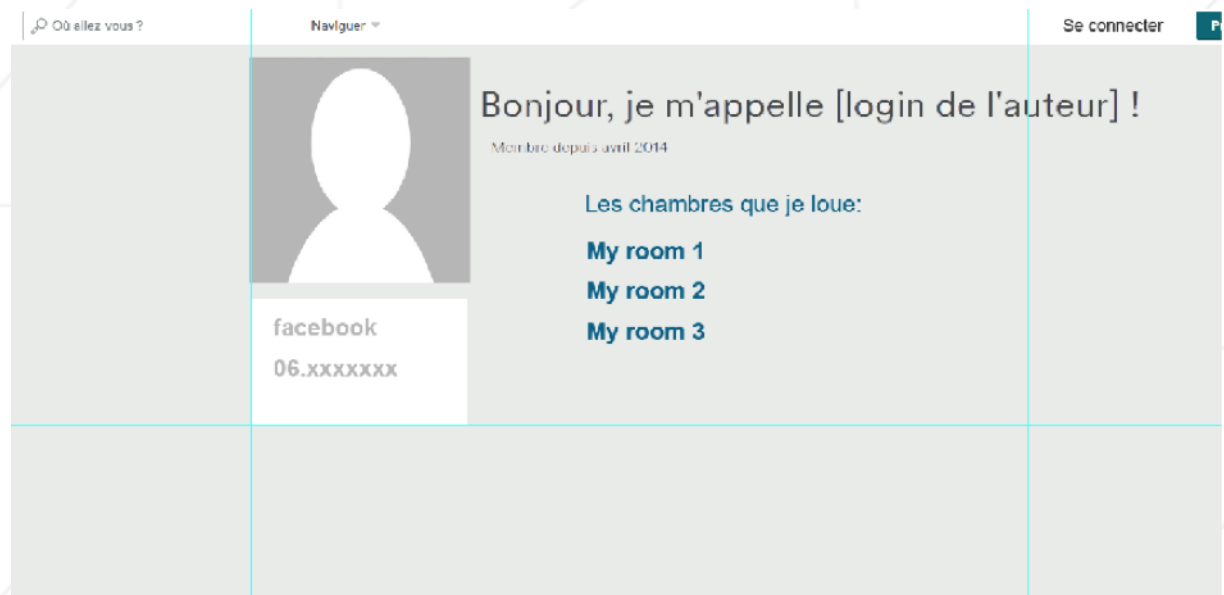 Où allez vous ?
Naviguer
Se connecter
Bonjour, je m'appelle [login de l'auteur] !
Membre depuis avril 2014
Les chambres que je loue:
My room 1
My room 2
My room 3
facebook
06.xxxxxxx